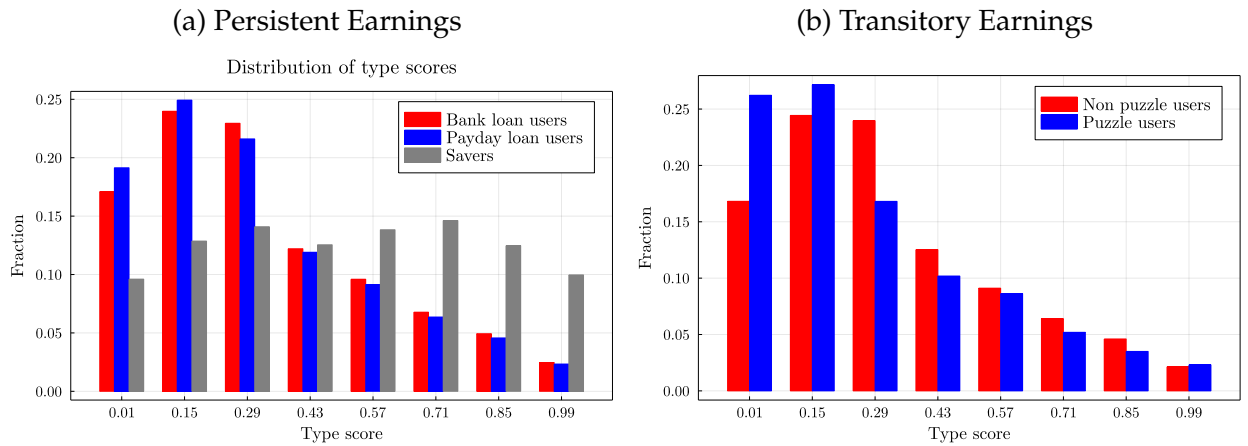 (a) Persistent Earnings
Distribution of type scores
Fraction
0.25
0.20
0.15
0.10
0.05
0.00
Bank loan users
Payday loan users
Savers
0.01 0.15 0.29 0.43 0.57 0.71 0.85 0.99
Type score
(b) Transitory Earnings
Fraction
0.25
0.20
0.15
0.10
0.05
0.00
Non puzzle users
Puzzle users
0.01 0.15 0.29 0.43 0.57 0.71 0.85 0.99
Type score